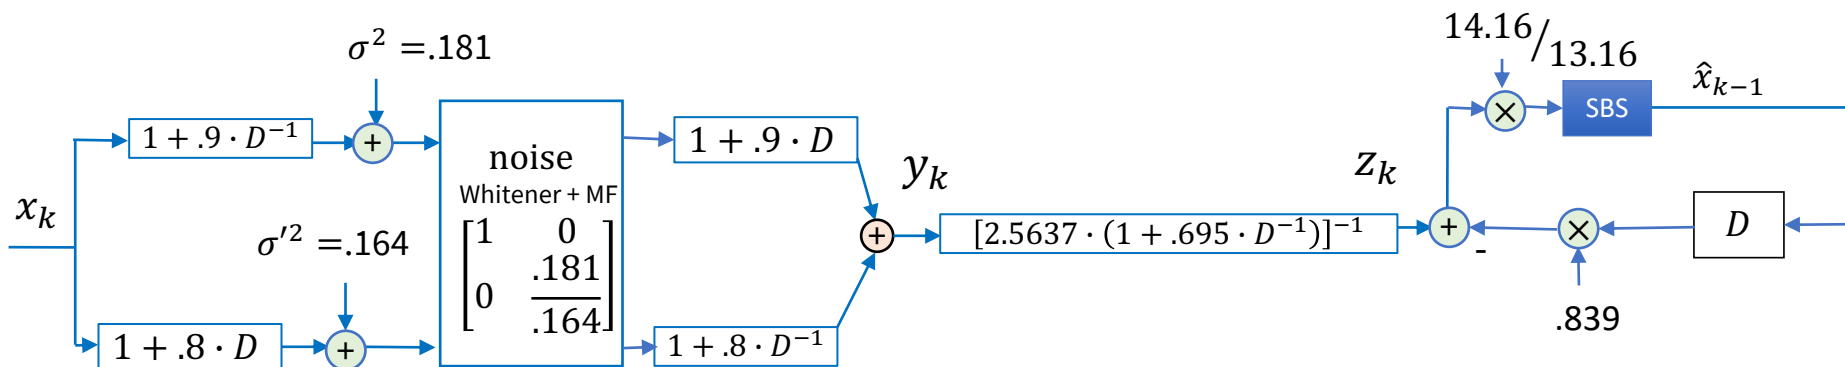 14.16/13.16
σ² =.181
x̂ₖ₋₁
SBS
×
1 + .9 · D⁻¹
+
noise
Whitener + MF
[1 0
0 .181/.164]
1 + .9 · D
yₖ
zₖ
xₖ
σ′² =.164
+
[2.5637 · (1 + .695 · D⁻¹)]⁻¹
+
-
×
D
.839
1 + .8 · D
+
1 + .8 · D⁻¹